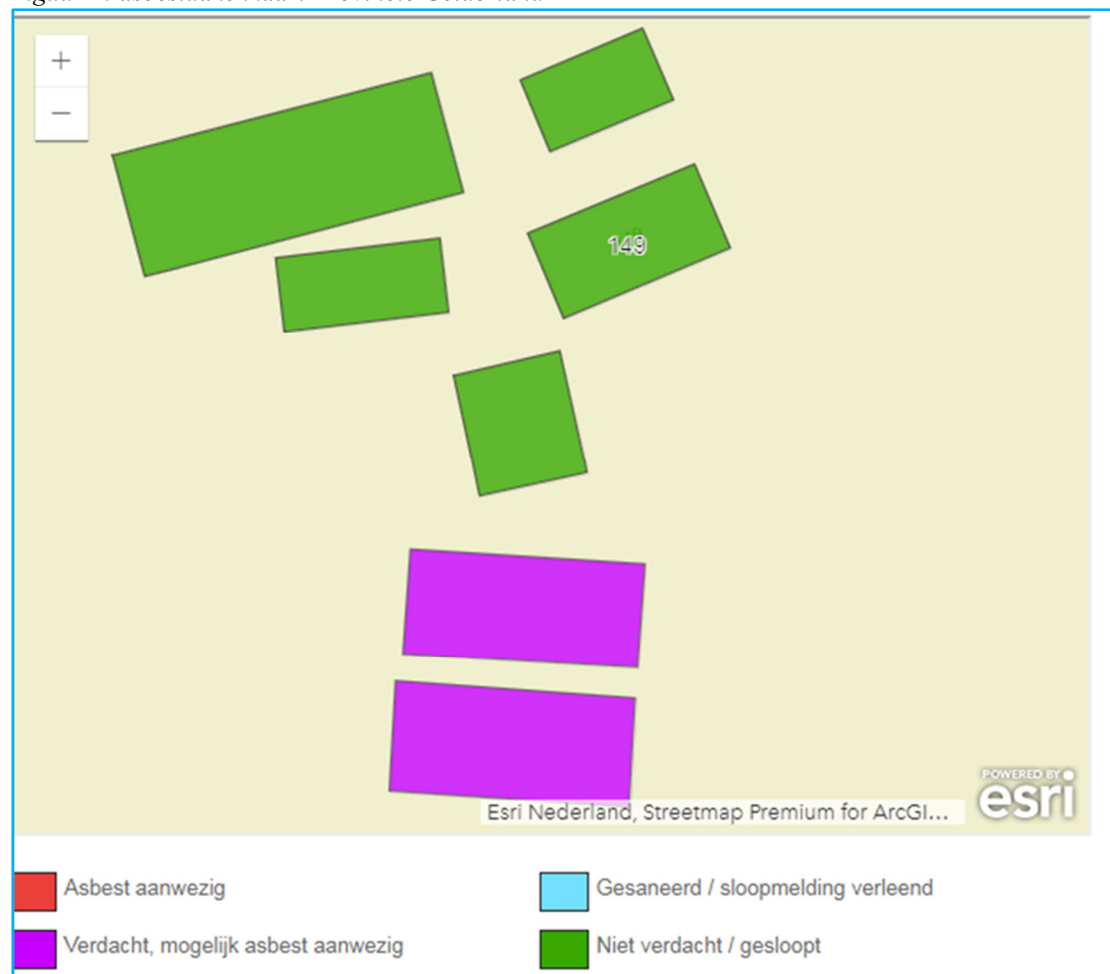 +
149
−
POWERED BY
esri
Esri Nederland, Streetmap Premium for ArcGI...
Asbest aanwezig
Gesaneerd / sloopmelding verleend
Verdacht, mogelijk asbest aanwezig
Niet verdacht / gesloopt